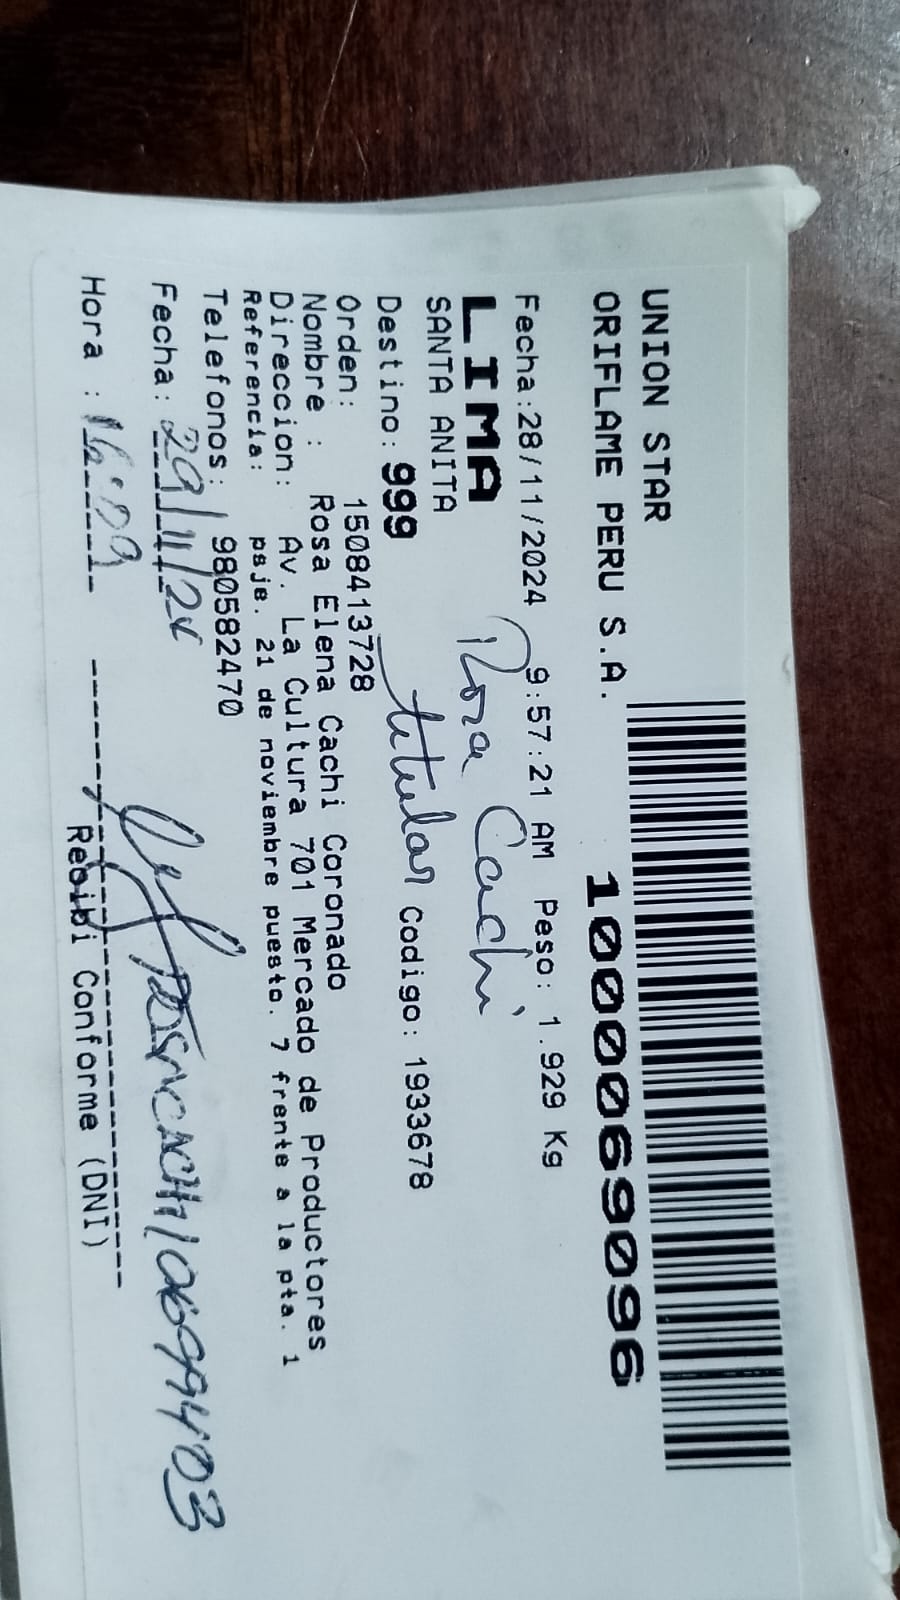 UNION STAR
ORIFLAME PERU S.A.
1000069096
Fecha:28/11/2024 9:57:21 AM Peso: 1.929 Kg
LIMA
Rosa Cachi
SANTA ANITA
titular
Destino: 999 Codigo: 1933678
Orden: 1508413728
Nombre : Rosa Elena Cachi Coronado
Direccion: Av. La Cultura 701 Mercado de Productores
Referencia: psje. 21 de noviembre puesto. 7 frente a la pta. 1
Telefonos: 980582470
Fecha: 29/11/24
Hora :
Recibi Conforme (DNI)